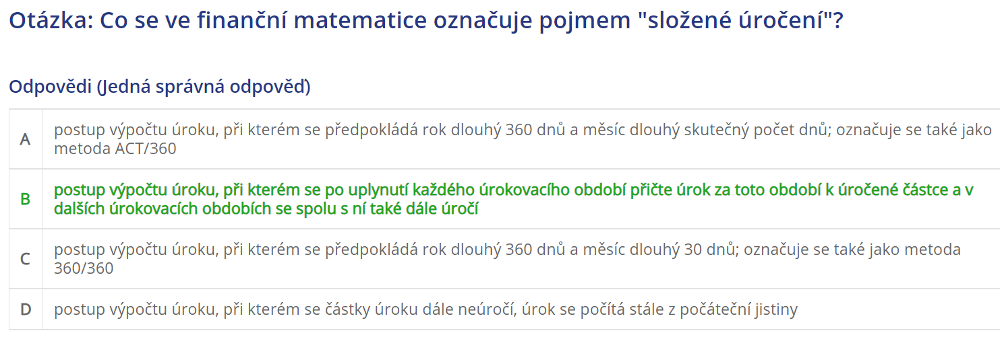 Otázka: Co se ve finanční matematice označuje pojmem "složené úročení"?
Odpovědi (Jedná správná odpověď)
A
postup výpočtu úroku, při kterém se předpokládá rok dlouhý 360 dnů a měsíc dlouhý skutečný počet dnů; označuje se také jako
metoda ACT/360
B
postup výpočtu úroku, při kterém se po uplynutí každého úrokovacího období přičte úrok za toto období k úročené částce a v
dalších úrokovacích obdobích se spolu s ní také dále úročí
C
postup výpočtu úroku, při kterém se předpokládá rok dlouhý 360 dnů a měsíc dlouhý 30 dnů; označuje se také jako metoda
360/360
D
postup výpočtu úroku, při kterém se částky úroku dále neúročí, úrok se počítá stále z počáteční jistiny